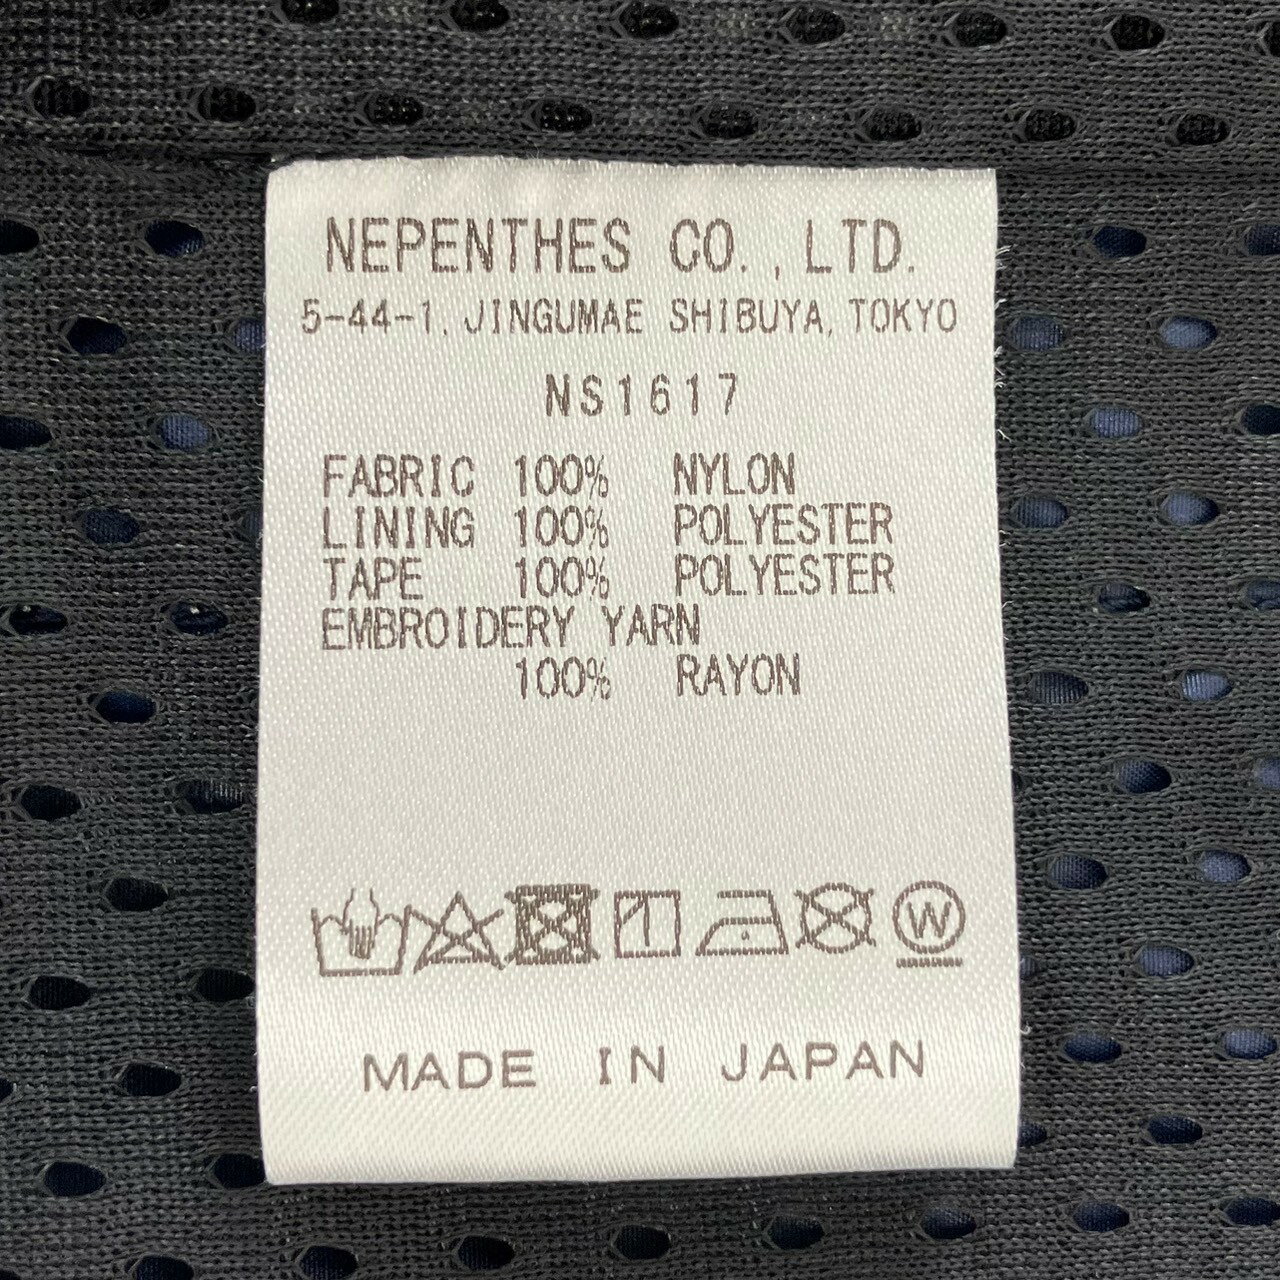 NEPENTHES CO.,LTD.
5-44-1, JINGUMAE SHIBUYA, TOKYO
NS1617
FABRIC 100% NYLON
LINING 100% POLYESTER
TAPE 100% POLYESTER
EMBROIDERY YARN
100% RAYON
W
MADE IN JAPAN